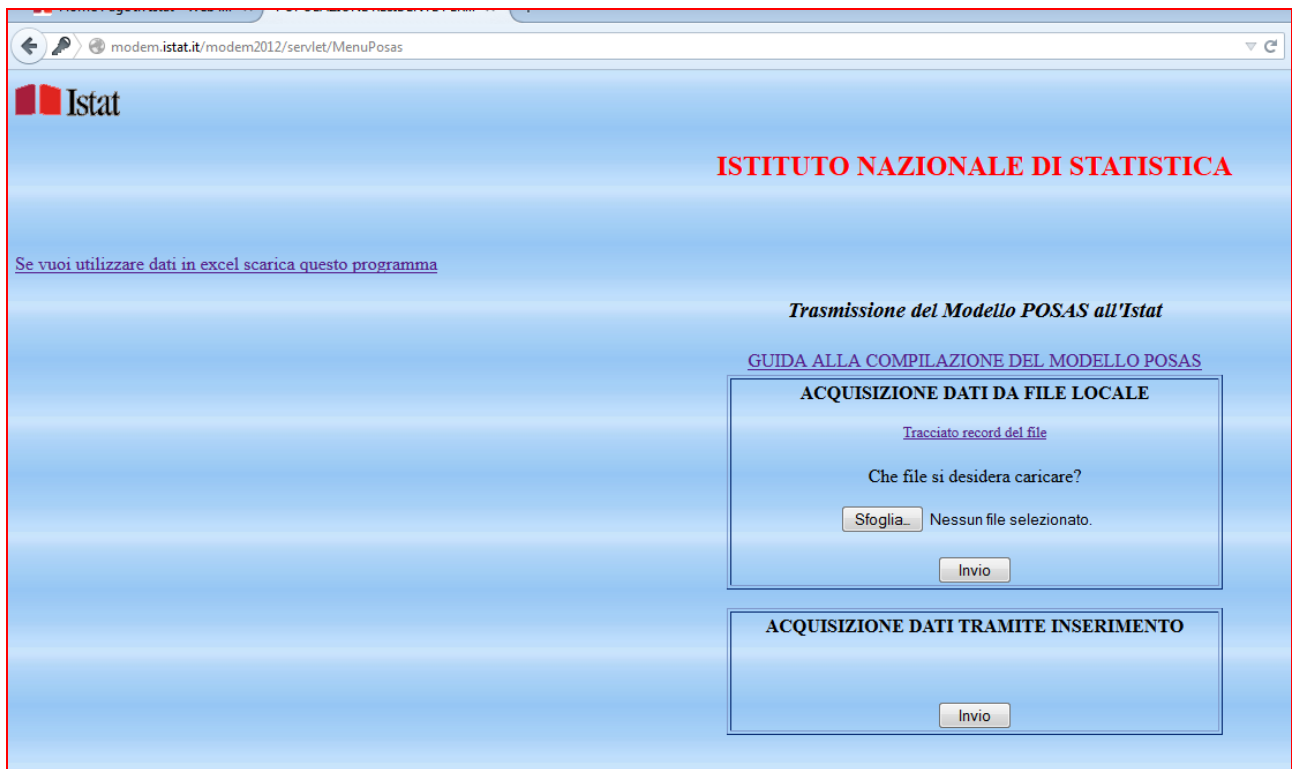 modem.istat.it/modem2012/servlet/MenuPosas
Istat
ISTITUTO NAZIONALE DI STATISTICA
Se vuoi utilizzare dati in excel scarica questo programma
Trasmissione del Modello POSAS all'Istat
GUIDA ALLA COMPILAZIONE DEL MODELLO POSAS
ACQUISIZIONE DATI DA FILE LOCALE
Tracciato record del file
Che file si desidera caricare?
Sfoglia_ Nessun file selezionato.
Invio
ACQUISIZIONE DATI TRAMITE INSERIMENTO
Invio